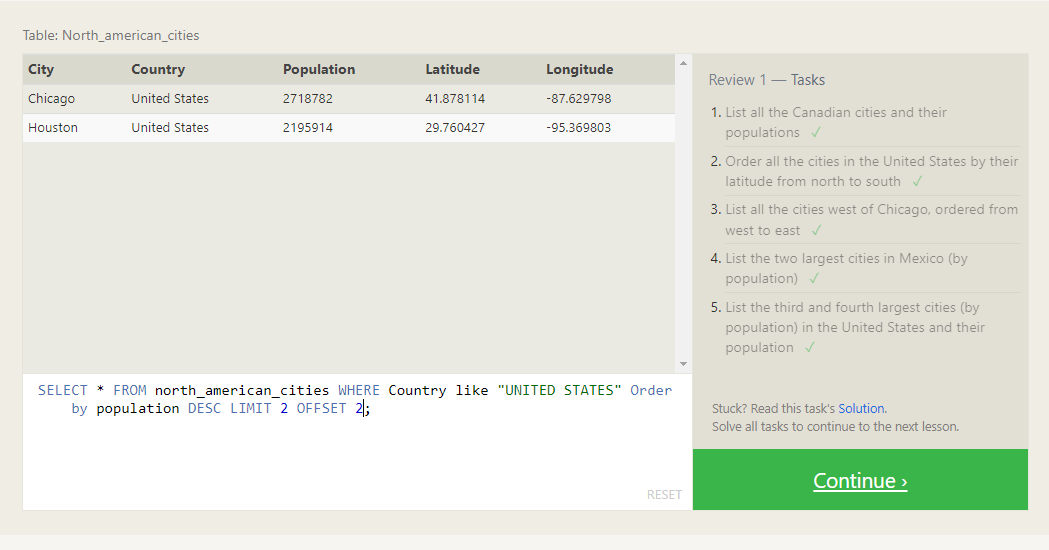 Table: North_american_cities
City Country Population Latitude Longitude
Chicago United States 2718782 41.878114 -87.629798
Houston United States 2195914 29.760427 -95.369803
SELECT * FROM north_american_cities WHERE Country like "UNITED STATES" Order
by population DESC LIMIT 2 OFFSET 2;
RESET
Review 1 — Tasks
1. List all the Canadian cities and their
populations ✓
2. Order all the cities in the United States by their
latitude from north to south ✓
3. List all the cities west of Chicago, ordered from
west to east ✓
4. List the two largest cities in Mexico (by
population) ✓
5. List the third and fourth largest cities (by
population) in the United States and their
population ✓
Stuck? Read this task's Solution.
Solve all tasks to continue to the next lesson.
Continue ›